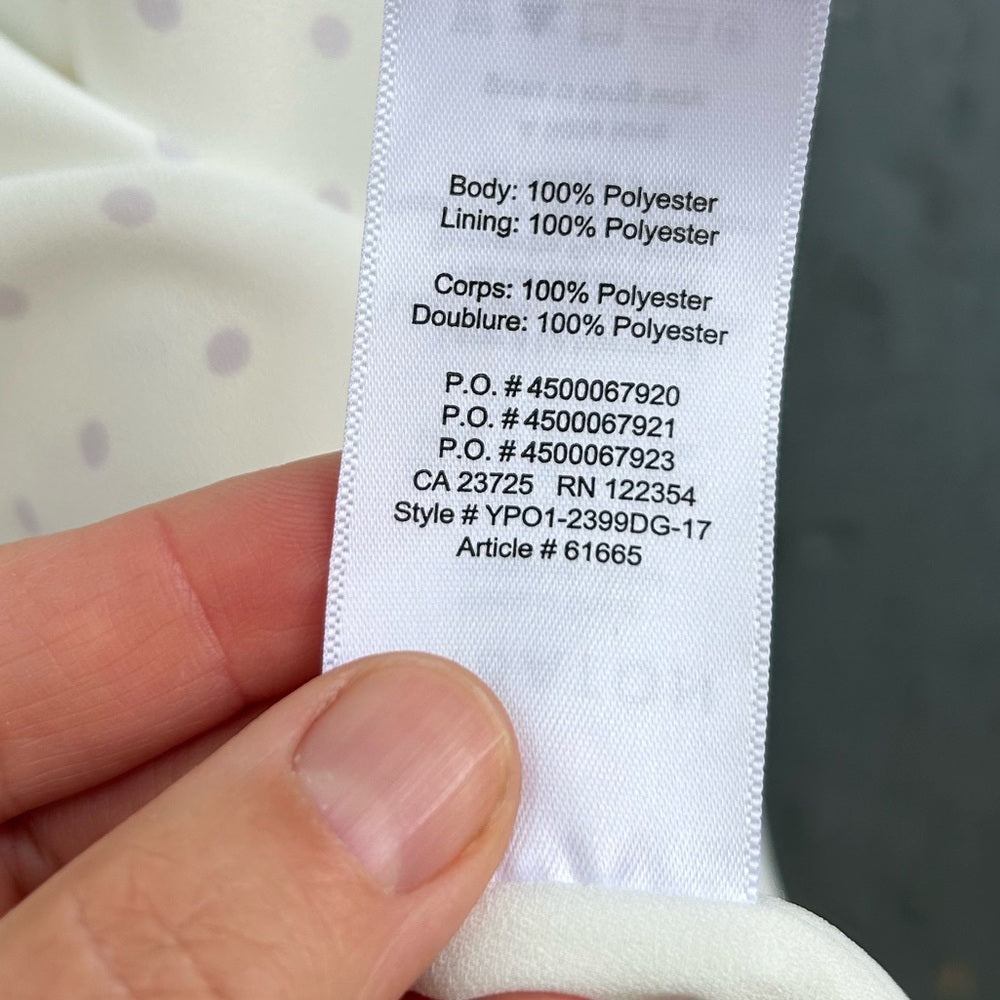 Body: 100% Polyester
Lining: 100% Polyester
Corps: 100% Polyester
Doublure: 100% Polyester
P.O. # 4500067920
P.O. # 4500067921
P.O. # 4500067923
CA 23725 RN 122354
Style # YPO1-2399DG-17
Article # 61665